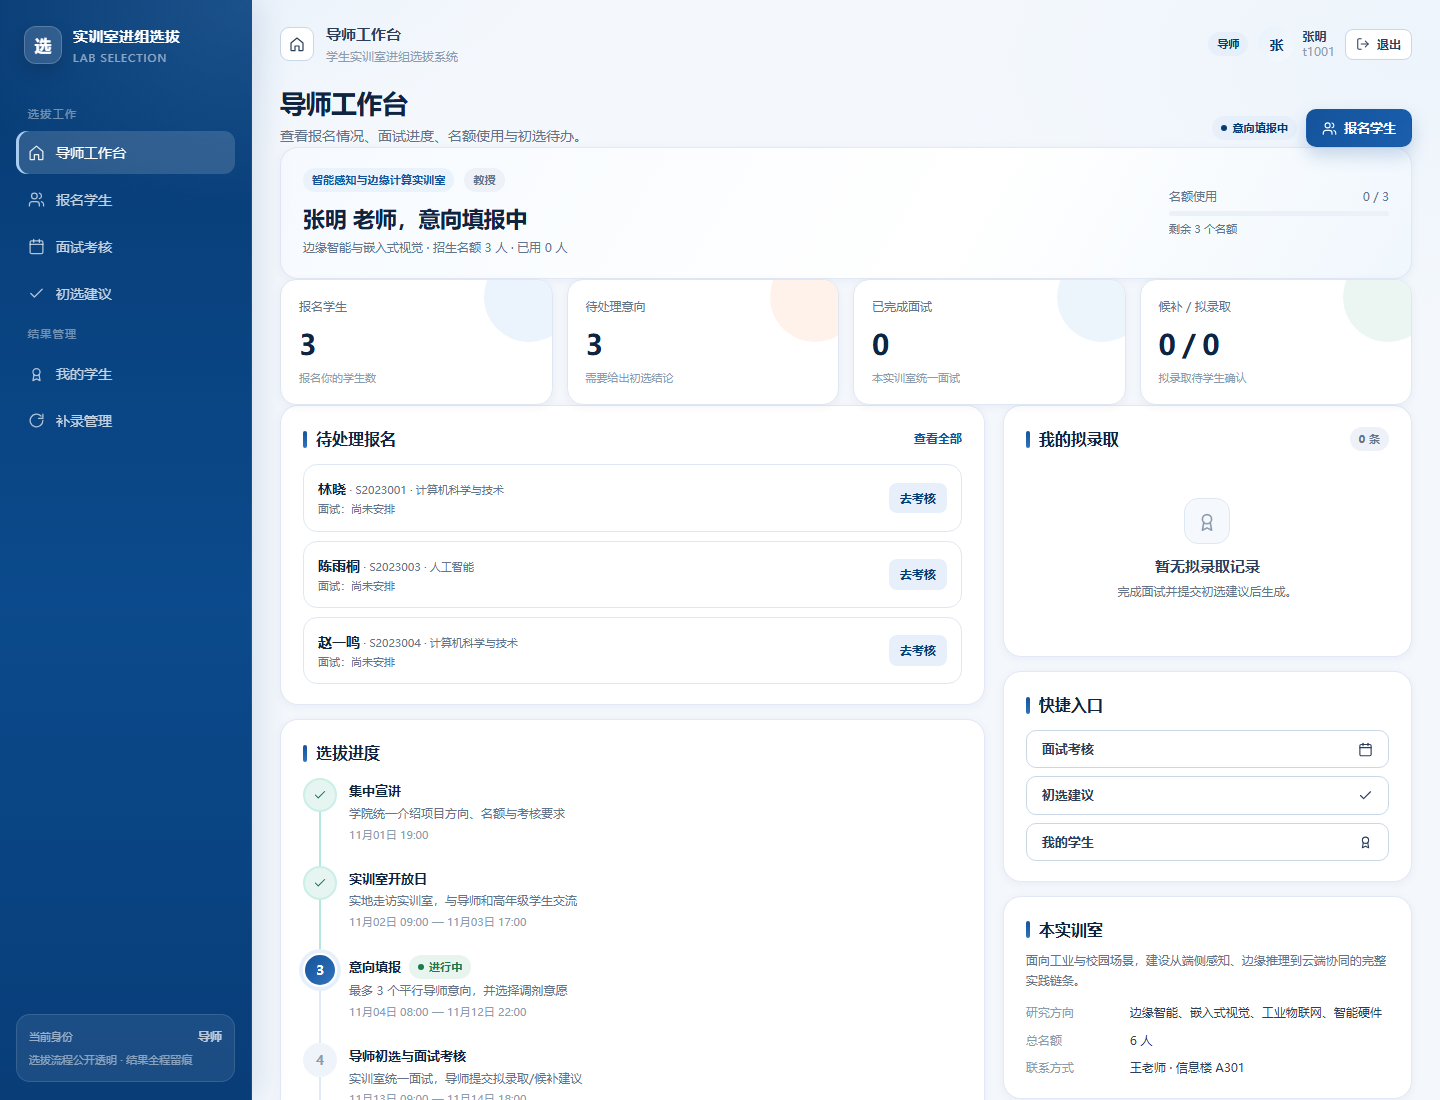 选
实训室进组选拔
LAB SELECTION
选拔工作
导师工作台
报名学生
面试考核
初选建议
结果管理
我的学生
补录管理
当前身份
导师
选拔流程公开透明 · 结果全程留痕
导师工作台
学生实训室进组选拔系统
导师
张
张明
t1001
退出
导师工作台
查看报名情况、面试进度、名额使用与初选待办。
意向填报中
报名学生
智能感知与边缘计算实训室
教授
张明 老师，意向填报中
边缘智能与嵌入式视觉 · 招生名额 3 人 · 已用 0 人
名额使用
0 / 3
剩余 3 个名额
报名学生
3
报名你的学生数
待处理意向
3
需要给出初选结论
已完成面试
0
本实训室统一面试
候补 / 拟录取
0 / 0
拟录取待学生确认
待处理报名
查看全部
林晓 · S2023001 · 计算机科学与技术
面试：尚未安排
去考核
陈雨桐 · S2023003 · 人工智能
面试：尚未安排
去考核
赵一鸣 · S2023004 · 计算机科学与技术
面试：尚未安排
去考核
选拔进度
集中宣讲
学院统一介绍项目方向、名额与考核要求
11月01日 19:00
实训室开放日
实地走访实训室，与导师和高年级学生交流
11月02日 09:00 — 11月03日 17:00
3
意向填报
进行中
最多 3 个平行导师意向，并选择调剂意愿
11月04日 08:00 — 11月12日 22:00
4
导师初选与面试考核
实训室统一面试，导师提交拟录取/候补建议
11月13日 09:00 — 11月14日 18:00
我的拟录取
0 条
暂无拟录取记录
完成面试并提交初选建议后生成。
快捷入口
面试考核
初选建议
我的学生
本实训室
面向工业与校园场景，建设从端侧感知、边缘推理到云端协同的完整
实践链条。
研究方向
边缘智能、嵌入式视觉、工业物联网、智能硬件
总名额
6 人
联系方式
王老师 · 信息楼 A301